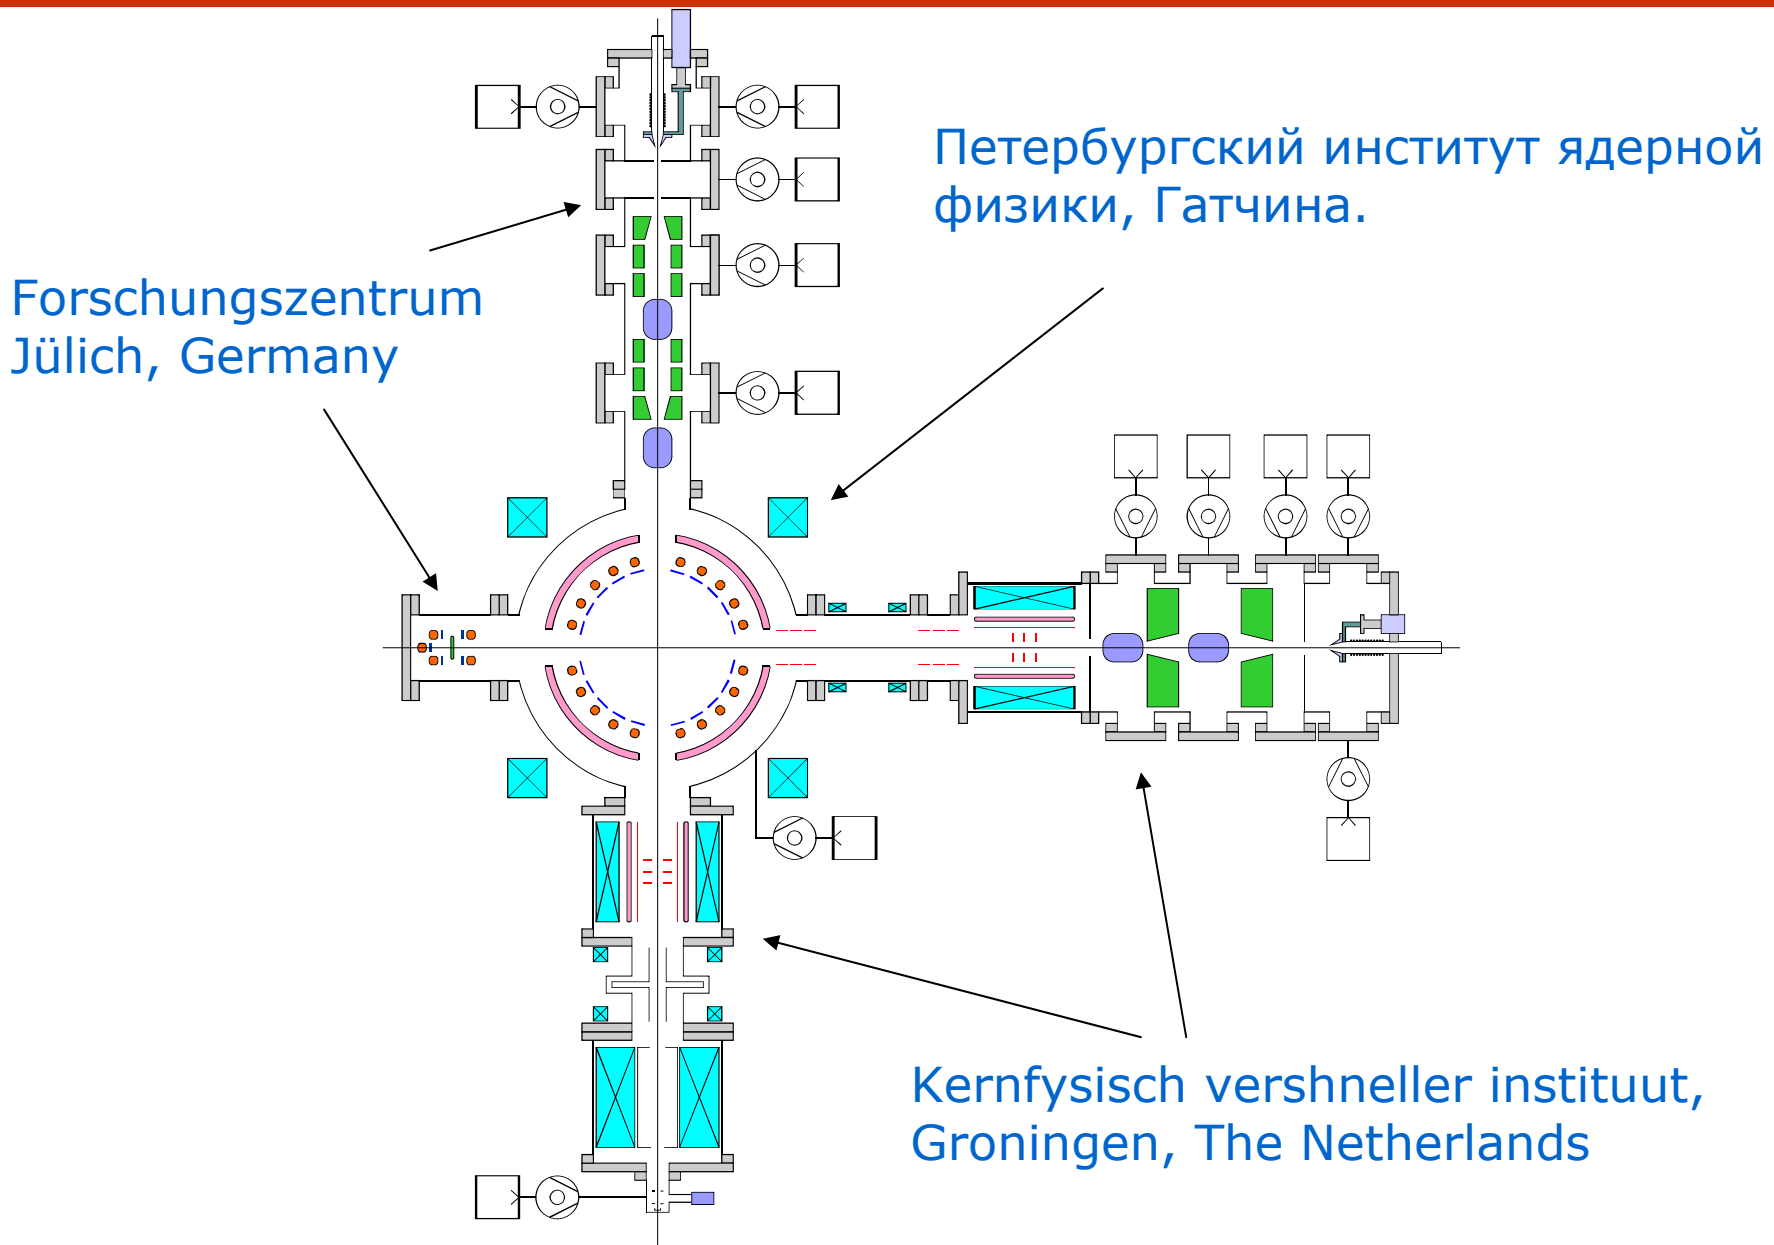 Петербургский институт ядерной
физики, Гатчина.
Forschungszentrum
Jülich, Germany
Kernfysisch vershneller instituut,
Groningen, The Netherlands